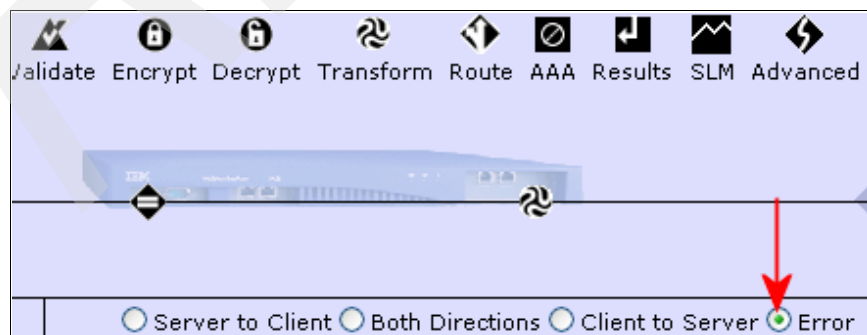 Validate Encrypt Decrypt Transform Route AAA Results SLM Advanced
IBM
Server to Client Both Directions Client to Server Error